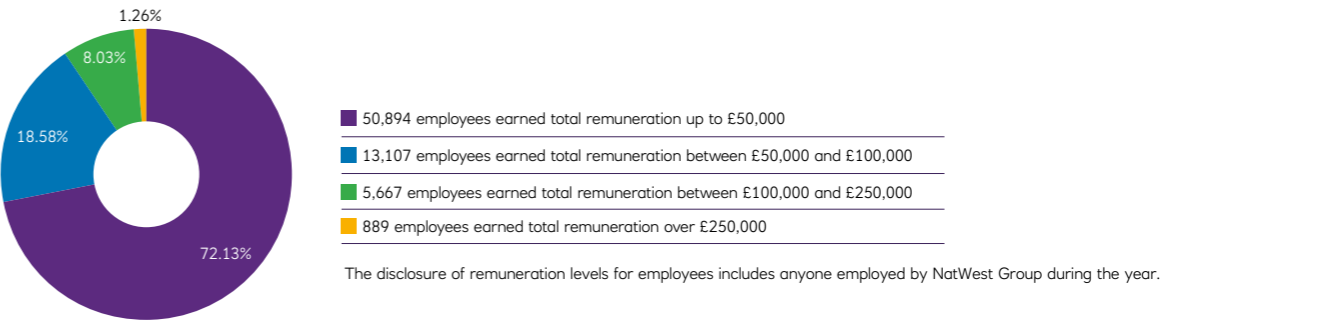 1.26%
8.03%
18.58%
72.13%
50,894 employees earned total remuneration up to £50,000
13,107 employees earned total remuneration between £50,000 and £100,000
5,667 employees earned total remuneration between £100,000 and £250,000
889 employees earned total remuneration over £250,000
The disclosure of remuneration levels for employees includes anyone employed by NatWest Group during the year.